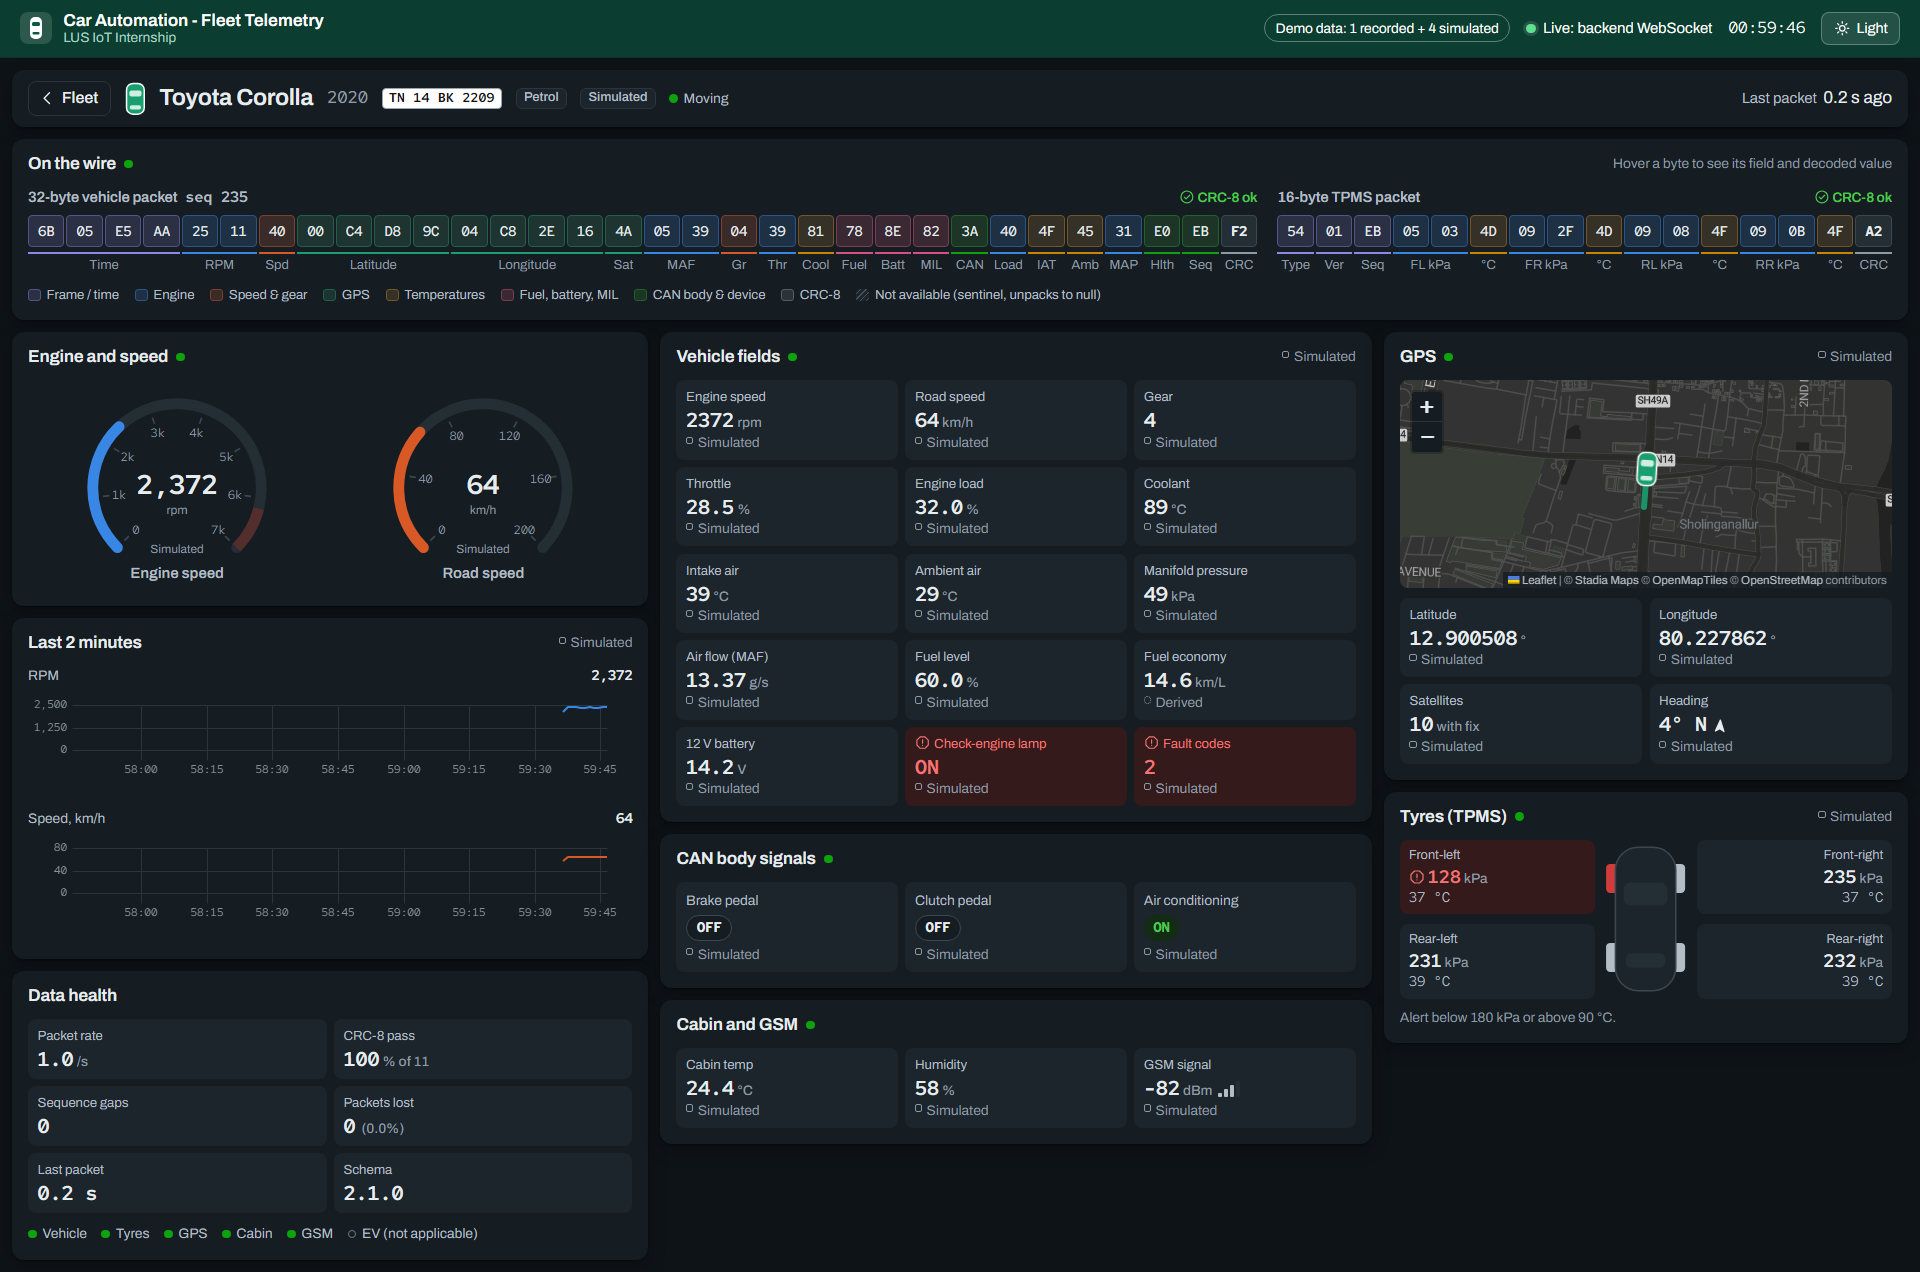 Car Automation - Fleet Telemetry
LUS IoT Internship
Demo data: 1 recorded + 4 simulated
Live: backend WebSocket
00:59:46
Light
Fleet
Toyota Corolla 2020 TN 14 BK 2209 Petrol Simulated Moving
Last packet 0.2 s ago
On the wire
Hover a byte to see its field and decoded value
32-byte vehicle packet seq 235
CRC-8 ok
16-byte TPMS packet
CRC-8 ok
6B 05 E5 AA 25 11 40 00 C4 D8 9C 04 C8 2E 16 4A 05 39 04 39 81 78 8E 82 3A 40 4F 45 31 E0 EB F2
54 01 EB 05 03 4D 09 2F 4D 09 08 4F 09 0B 4F A2
Time RPM Spd Latitude Longitude Sat MAF Gr Thr Cool Fuel Batt MIL CAN Load IAT Amb MAP Hlth Seq CRC
Type Ver Seq FL kPa °C FR kPa °C RL kPa °C RR kPa °C CRC
Frame / time Engine Speed & gear GPS Temperatures Fuel, battery, MIL CAN body & device CRC-8 Not available (sentinel, unpacks to null)
Engine and speed
0 1k 2k 3k 4k 5k 6k 7k
2,372
rpm
Simulated
Engine speed
0 40 80 120 160 200
64
km/h
Simulated
Road speed
Last 2 minutes
Simulated
RPM
2,372
2,500
1,250
0
58:00 58:15 58:30 58:45 59:00 59:15 59:30 59:45
Speed, km/h
64
80
40
0
58:00 58:15 58:30 58:45 59:00 59:15 59:30 59:45
Data health
Packet rate
1.0 /s
CRC-8 pass
100 % of 11
Sequence gaps
0
Packets lost
0 (0.0%)
Last packet
0.2 s
Schema
2.1.0
Vehicle Tyres GPS Cabin GSM EV (not applicable)
Vehicle fields
Simulated
Engine speed
2372 rpm
Simulated
Road speed
64 km/h
Simulated
Gear
4
Simulated
Throttle
28.5 %
Simulated
Engine load
32.0 %
Simulated
Coolant
89 °C
Simulated
Intake air
39 °C
Simulated
Ambient air
29 °C
Simulated
Manifold pressure
49 kPa
Simulated
Air flow (MAF)
13.37 g/s
Simulated
Fuel level
60.0 %
Simulated
Fuel economy
14.6 km/L
Derived
12 V battery
14.2 V
Simulated
Check-engine lamp
ON
Simulated
Fault codes
2
Simulated
CAN body signals
Brake pedal
OFF
Simulated
Clutch pedal
OFF
Simulated
Air conditioning
ON
Simulated
Cabin and GSM
Cabin temp
24.4 °C
Simulated
Humidity
58 %
Simulated
GSM signal
-82 dBm
Simulated
GPS
Simulated
+
−
SH49A
2ND
N14
Sholinganallur
AVENUE
Leaflet | © Stadia Maps © OpenMapTiles © OpenStreetMap contributors
Latitude
12.900508 °
Simulated
Longitude
80.227862 °
Simulated
Satellites
10 with fix
Simulated
Heading
4° N
Simulated
Tyres (TPMS)
Simulated
Front-left
128 kPa
37 °C
Front-right
235 kPa
37 °C
Rear-left
231 kPa
39 °C
Rear-right
232 kPa
39 °C
Alert below 180 kPa or above 90 °C.